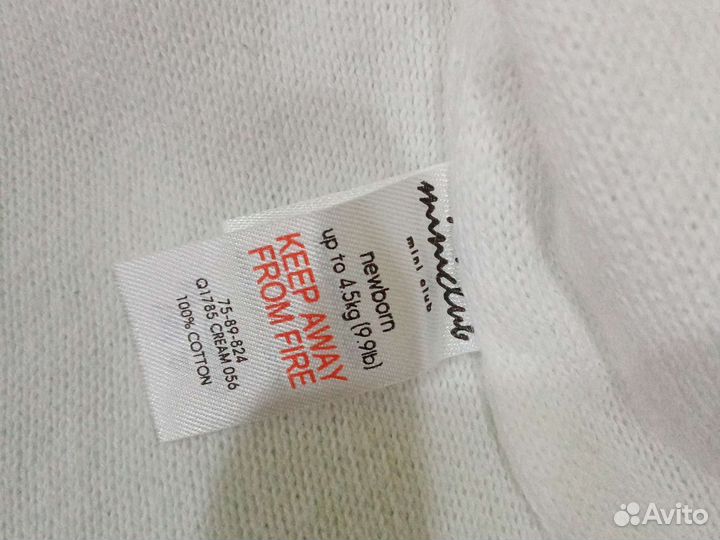 miniclub
mini club
newborn
up to 4.5kg (9.9lb)
KEEP AWAY
FROM FIRE
75-89-824
Q1785 CREAM 056
100% COTTON
Avito